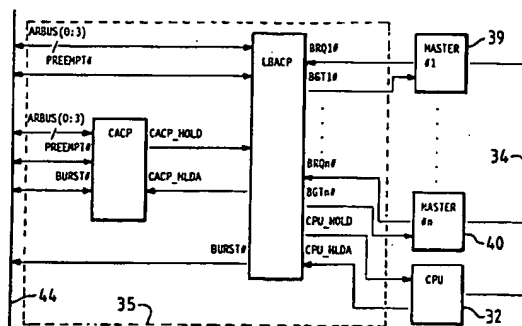 ARBUS(0:3)
PREEMPT#
ARBUS(0:3)
PREEMPT#
BURST#
CACP
CACP_HOLD
CACP_HLDA
BURST#
LBACP
BRQ1#
BGT1#
BRQn#
BGTn#
CPU_HOLD
CPU_HLDA
MASTER
#1
39
34
MASTER
#n
40
CPU
32
44
35